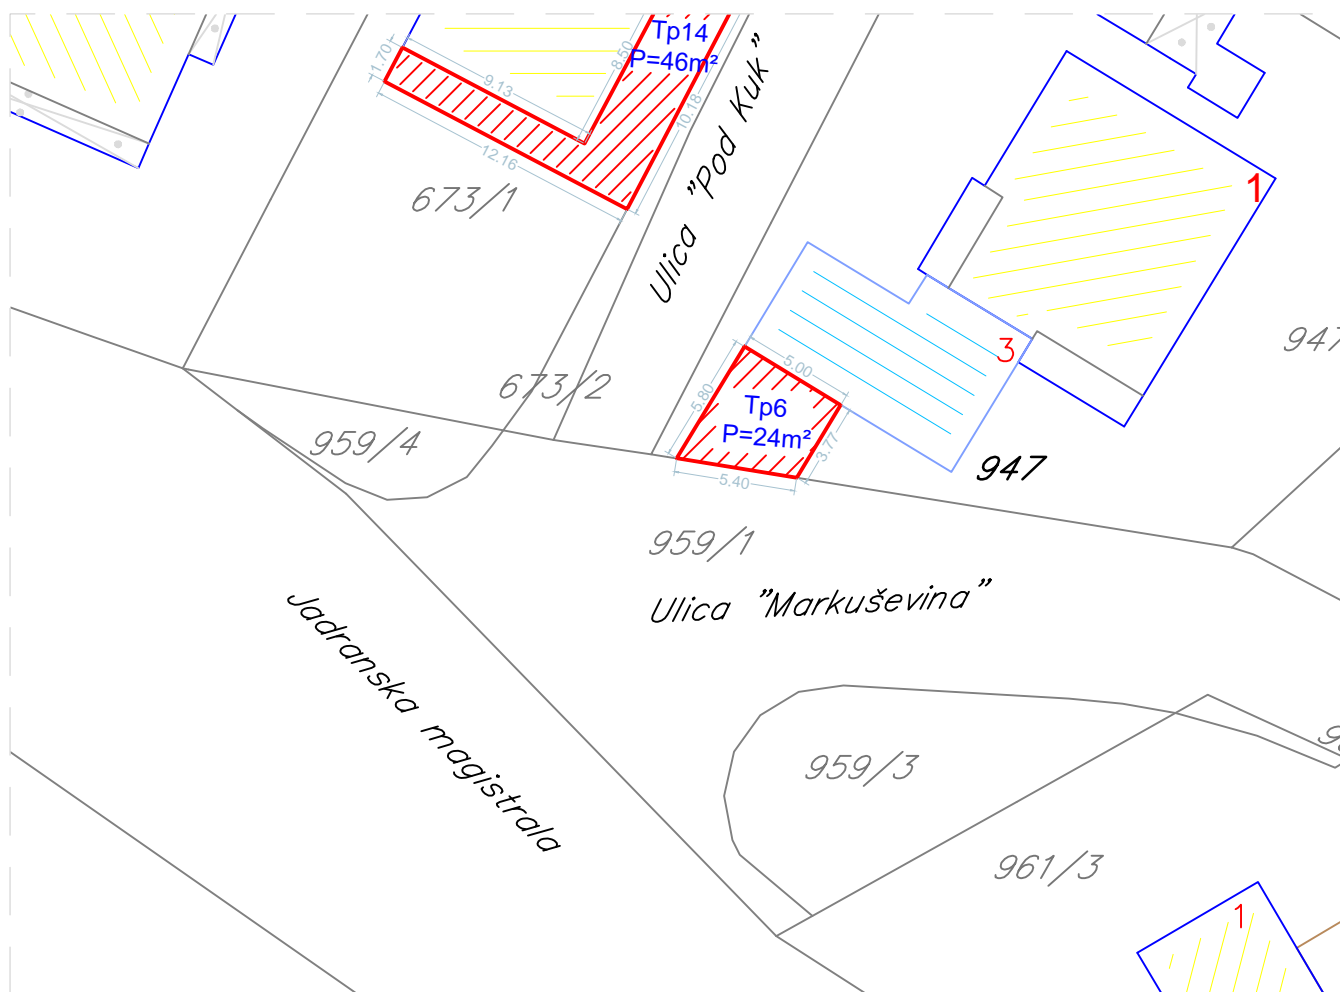 Tp14
P=46m²
8.50
1.70
9.13
10.18
12.16
673/1
Ulica "Pod Kuk"
1
947
3
5.00
5.80
Tp6
P=24m²
3.77
5.40
673/2
959/4
947
959/1
Ulica "Markuševina"
Jadranska magistrala
959/3
961/3
1